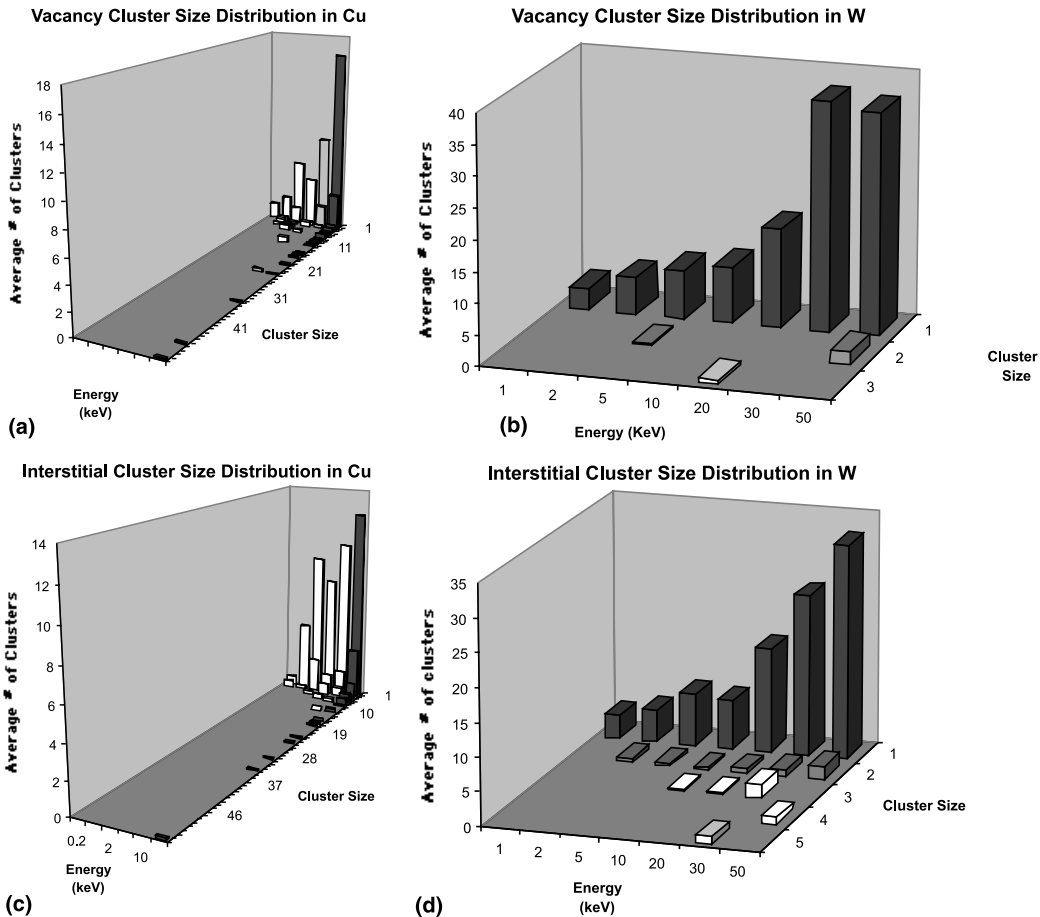 Vacancy Cluster Size Distribution in Cu
Average # of Clusters
18
16
14
12
10
8
6
4
2
0
1
11
21
31
41
Cluster Size
Energy
(keV)
(a)
Vacancy Cluster Size Distribution in W
Average # of Clusters
40
35
30
25
20
15
10
5
0
1
2
5
10
20
30
50
1
2
3
Cluster
Size
Energy (KeV)
(b)
Interstitial Cluster Size Distribution in Cu
Average # of Clusters
14
12
10
8
6
4
2
0
0.2
2
10
1
10
19
28
37
46
Cluster Size
Energy
(keV)
(c)
Interstitial Cluster Size Distribution in W
Average # of clusters
35
30
25
20
15
10
5
0
1
2
5
10
20
30
50
1
2
3
4
5
Cluster Size
Energy
(keV)
(d)